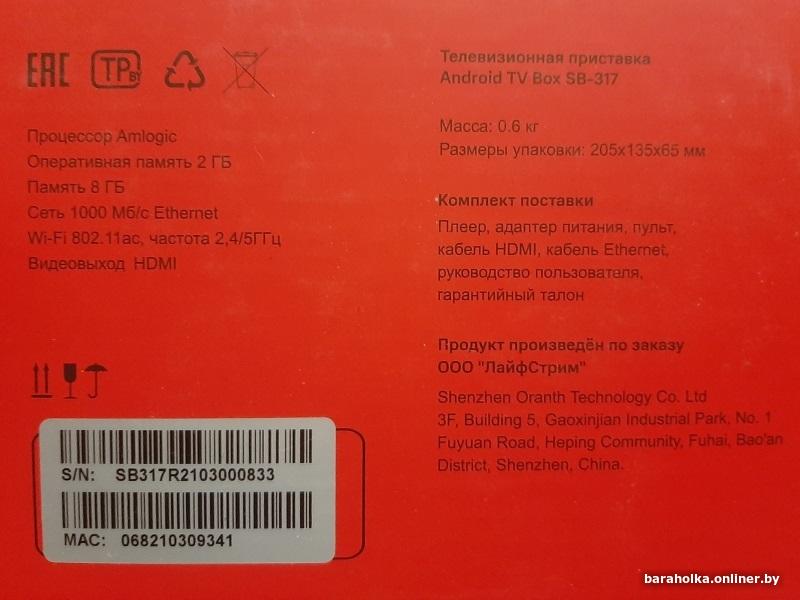 EAC TP BY
Процессор Amlogic
Оперативная память 2 ГБ
Память 8 ГБ
Сеть 1000 Мб/с Ethernet
Wi-Fi 802.11ac, частота 2,4/5ГГц
Видеовыход HDMI
S/N: SB317R2103000833
MAC: 068210309341
Телевизионная приставка
Android TV Box SB-317
Масса: 0.6 кг
Размеры упаковки: 205x135x65 мм
Комплект поставки
Плеер, адаптер питания, пульт,
кабель HDMI, кабель Ethernet,
руководство пользователя,
гарантийный талон
Продукт произведён по заказу
ООО "ЛайфСтрим"
Shenzhen Oranth Technology Co. Ltd
3F, Building 5, Gaoxinjian Industrial Park, No. 1
Fuyuan Road, Heping Community, Fuhai, Bao'an
District, Shenzhen, China.
baraholka.onliner.by